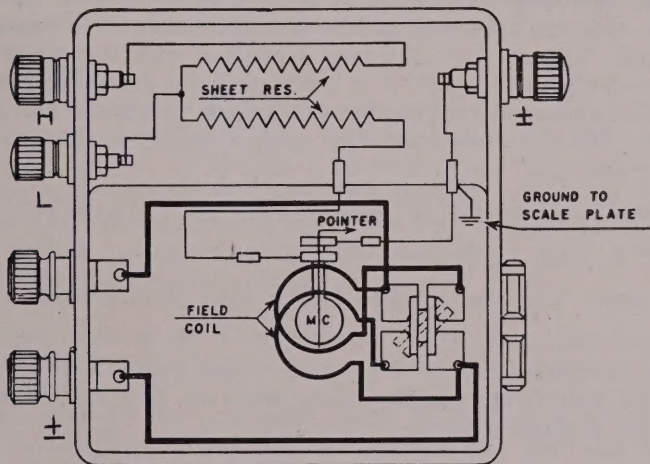 H
SHEET RES.
±
L
GROUND TO
SCALE PLATE
POINTER
FIELD
COIL
MC
±